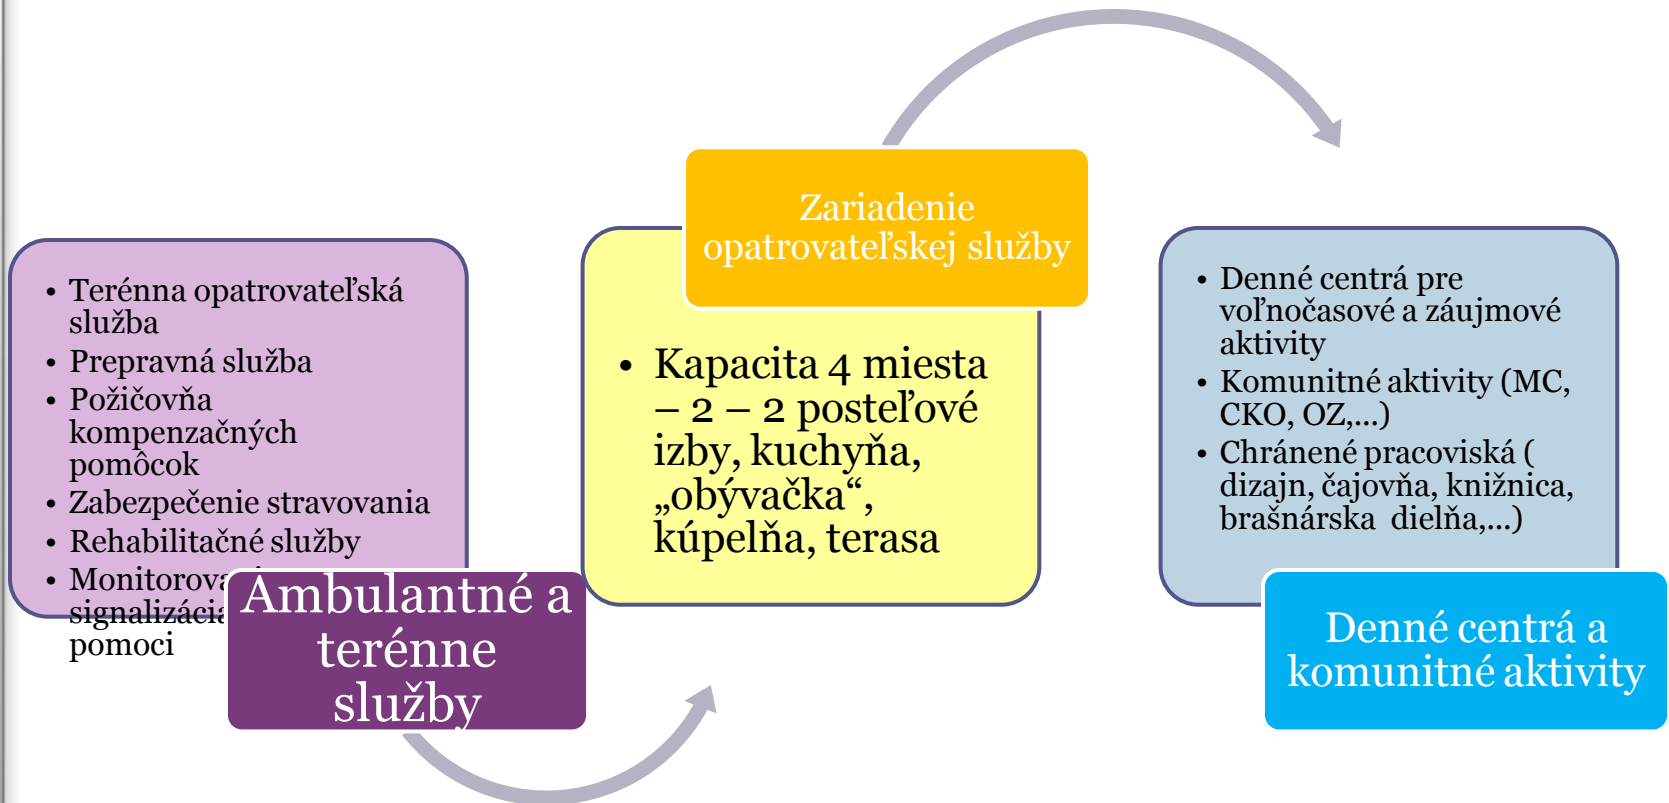 • Terénna opatrovateľská
služba
• Prepravná služba
• Požičovňa
kompenzačných
pomôcok
• Zabezpečenie stravovania
• Rehabilitačné služby
• Monitorova
signalizácia
pomoci
Ambulantné a
terénne
služby
Zariadenie
opatrovateľskej služby
• Kapacita 4 miesta
– 2 – 2 posteľové
izby, kuchyňa,
„obývačka“,
kúpelňa, terasa
• Denné centrá pre
voľnočasové a záujmové
aktivity
• Komunitné aktivity (MC,
CKO, OZ,...)
• Chránené pracoviská (
dizajn, čajovňa, knižnica,
brašnárska  dielňa,...)
Denné centrá a
komunitné aktivity